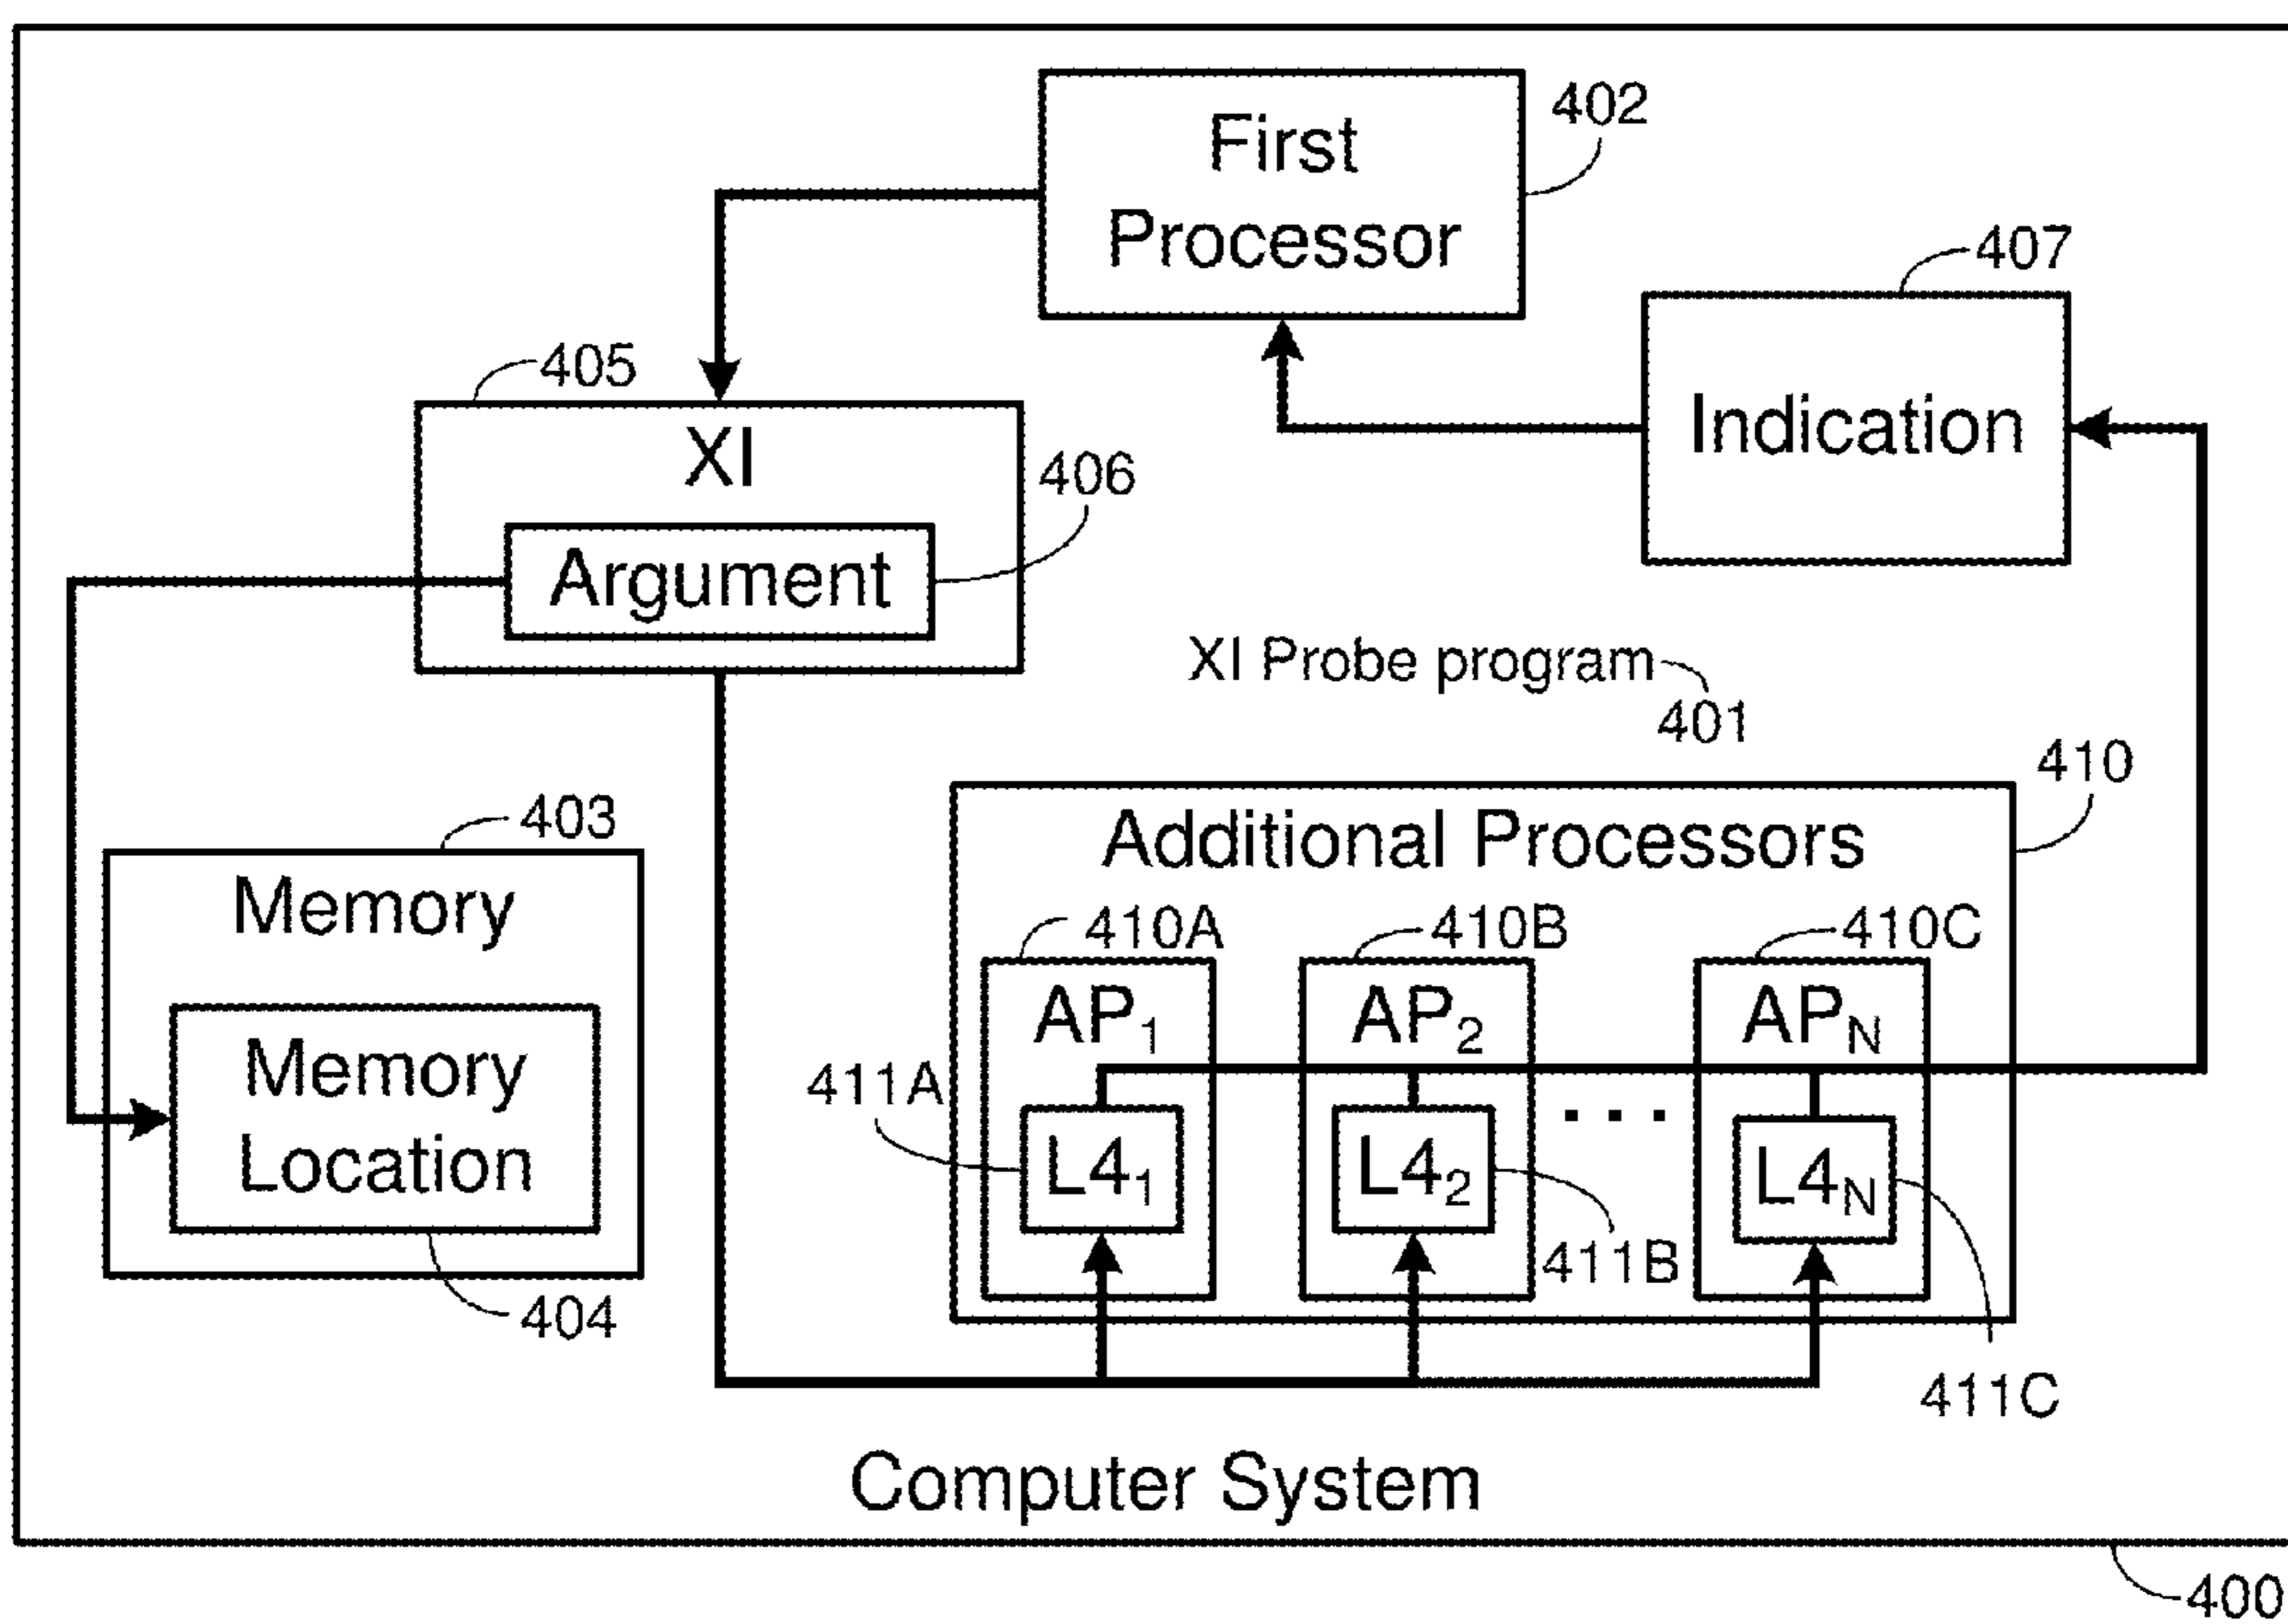 First
Processor
402
407
Indication
405
XI
406
Argument
XI Probe program
401
410
Additional Processors
403
Memory
Memory
Location
404
410A
410B
410C
AP₁
AP₂
APN
411A
L4₁
L4₂
. . .
L4N
411B
411C
Computer System
400